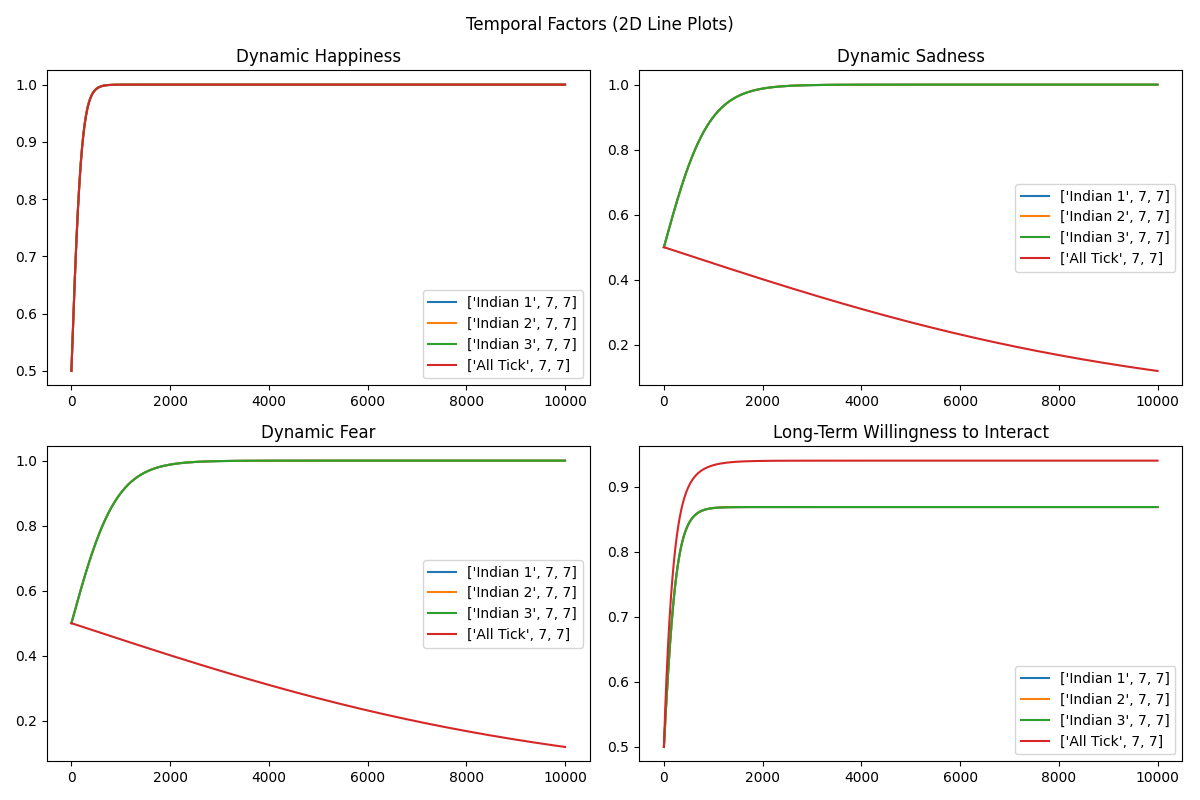 Temporal Factors (2D Line Plots)
Dynamic Happiness
1.0
0.9
0.8
0.7
0.6
0.5
0 2000 4000 6000 8000 10000
['Indian 1', 7, 7]
['Indian 2', 7, 7]
['Indian 3', 7, 7]
['All Tick', 7, 7]
Dynamic Sadness
1.0
0.8
0.6
0.4
0.2
0 2000 4000 6000 8000 10000
['Indian 1', 7, 7]
['Indian 2', 7, 7]
['Indian 3', 7, 7]
['All Tick', 7, 7]
Dynamic Fear
1.0
0.8
0.6
0.4
0.2
0 2000 4000 6000 8000 10000
['Indian 1', 7, 7]
['Indian 2', 7, 7]
['Indian 3', 7, 7]
['All Tick', 7, 7]
Long-Term Willingness to Interact
0.9
0.8
0.7
0.6
0.5
0 2000 4000 6000 8000 10000
['Indian 1', 7, 7]
['Indian 2', 7, 7]
['Indian 3', 7, 7]
['All Tick', 7, 7]